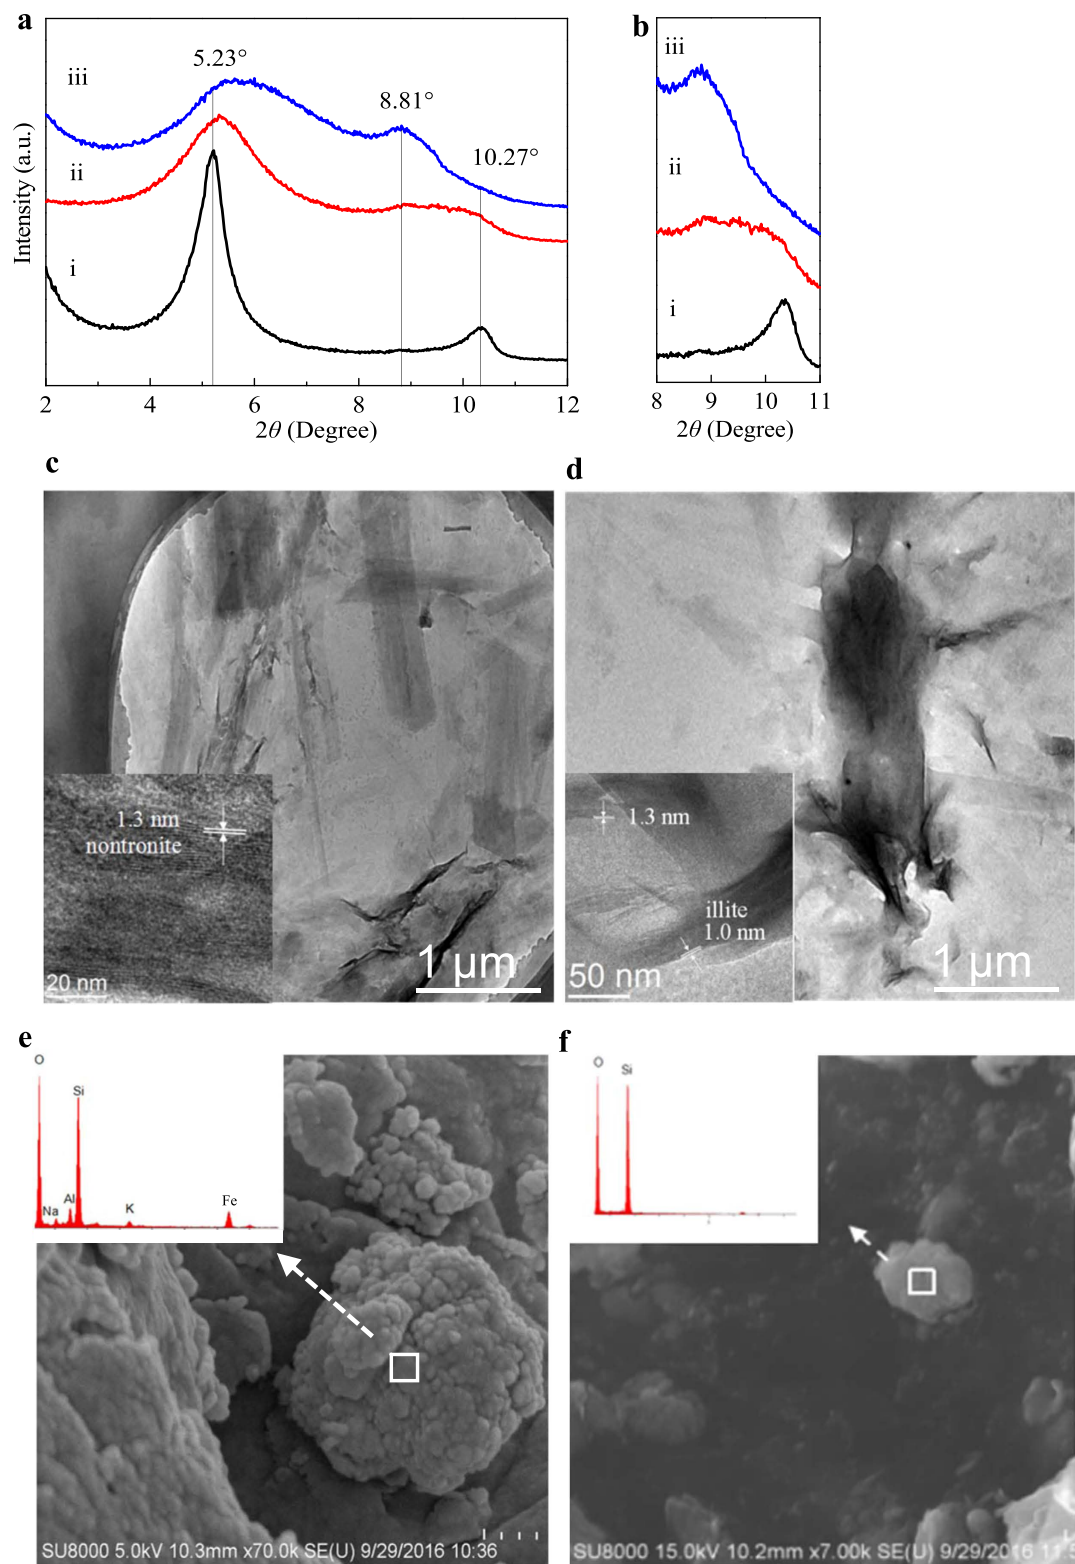 a
b
5.23°
8.81°
10.27°
iii
ii
i
Intensity (a.u.)
2 4 6 8 10 12
2θ (Degree)
iii
ii
i
8 9 10 11
2θ (Degree)
c
d
1.3 nm
nontronite
20 nm
1 μm
1.3 nm
illite
1.0 nm
50 nm
1 μm
e
f
O
Si
Na
Al
K
Fe
SU8000 5.0kV 10.3mm x70.0k SE(U) 9/29/2016 10:36
O
Si
SU8000 15.0kV 10.2mm x7.00k SE(U) 9/29/2016